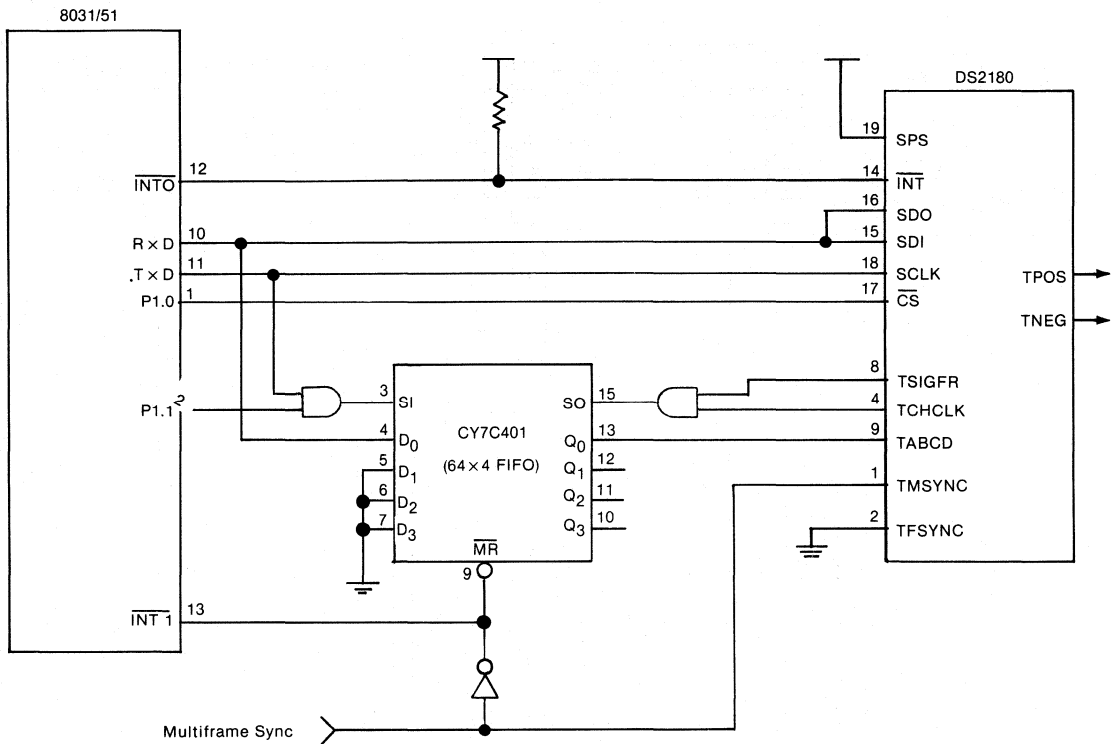 8031/51
DS2180
19 SPS
INTO 12
14 INT
16 SDO
R × D 10
15 SDI
.T × D 11
18 SCLK
TPOS
P1.0 1
17 CS
TNEG
8 TSIGFR
P1.1 2
3 SI
SO 15
4 TCHCLK
4 D0
CY7C401
Q0 13
9 TABCD
(64 × 4 FIFO)
5 D1
Q1 12
6 D2
Q2 11
1 TMSYNC
7 D3
Q3 10
2 TFSYNC
MR
9
INT 1 13
Multiframe Sync